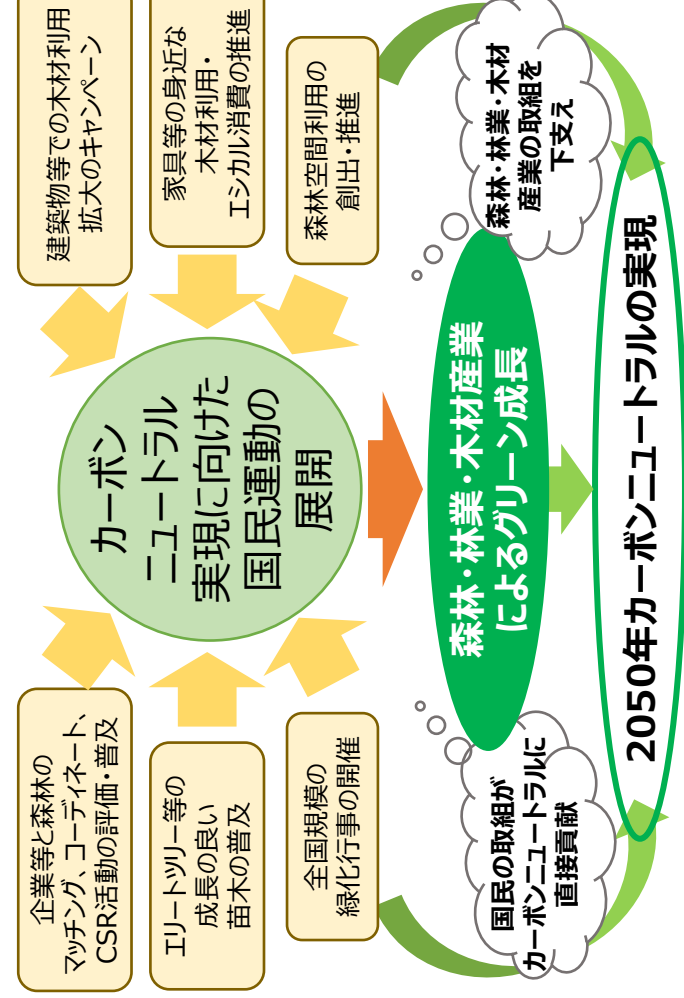 企業等と森林の
マッチング、コーディネート、
CSR活動の評価・普及
エリートツリー等の
成長の良い
苗木の普及
全国規模の
緑化行事の開催
カーボン
ニュートラル
実現に向けた
国民運動の
展開
建築物等での木材利用
拡大のキャンペーン
家具等の身近な
木材利用・
エシカル消費の推進
森林空間利用の
創出・推進
森林・林業・木材産業
によるグリーン成長
国民の取組が
カーボンニュートラルに
直接貢献
森林・林業・木材
産業の取組を
下支え
2050年カーボンニュートラルの実現